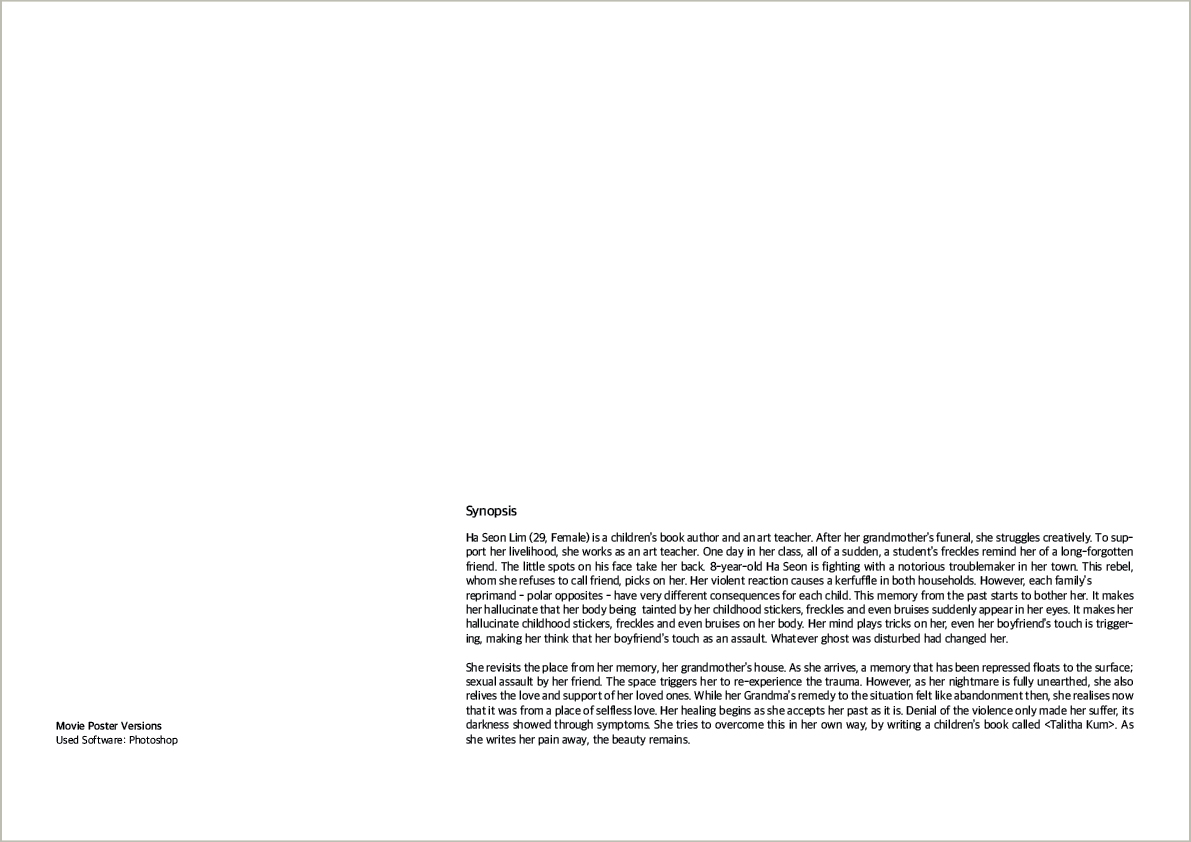 Synopsis
Ha Seon Lim (29, Female) is a children's book author and an art teacher. After her grandmother's funeral, she struggles creatively. To sup-
port her livelihood, she works as an art teacher. One day in her class, all of a sudden, a student's freckles remind her of a long-forgotten
friend. The little spots on his face take her back. 8-year-old Ha Seon is fighting with a notorious troublemaker in her town. This rebel,
whom she refuses to call friend, picks on her. Her violent reaction causes a kerfuffle in both households. However, each family's
reprimand - polar opposites - have very different consequences for each child. This memory from the past starts to bother her. It makes
her hallucinate that her body being tainted by her childhood stickers, freckles and even bruises suddenly appear in her eyes. It makes her
hallucinate childhood stickers, freckles and even bruises on her body. Her mind plays tricks on her, even her boyfriend's touch is trigger-
ing, making her think that her boyfriend's touch as an assault. Whatever ghost was disturbed had changed her.
She revisits the place from her memory, her grandmother's house. As she arrives, a memory that has been repressed floats to the surface;
sexual assault by her friend. The space triggers her to re-experience the trauma. However, as her nightmare is fully unearthed, she also
relives the love and support of her loved ones. While her Grandma's remedy to the situation felt like abandonment then, she realises now
that it was from a place of selfless love. Her healing begins as she accepts her past as it is. Denial of the violence only made her suffer, its
darkness showed through symptoms. She tries to overcome this in her own way, by writing a children's book called <Talitha Kum>. As
she writes her pain away, the beauty remains.
Movie Poster Versions
Used Software: Photoshop